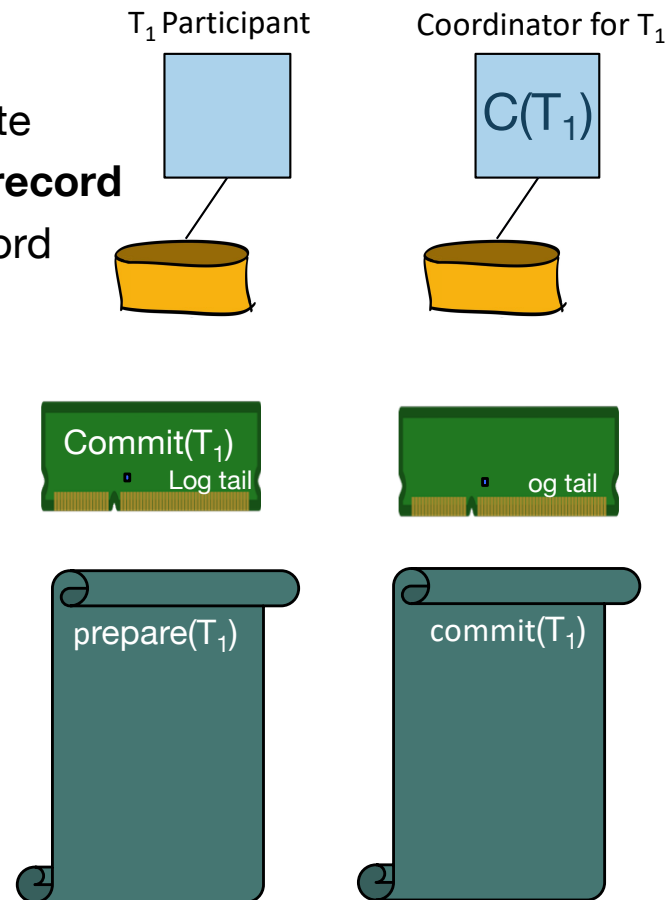 T₁ Participant
Coordinator for T₁
C(T₁)
te
record
ord
Commit(T₁)
Log tail
og tail
prepare(T₁)
commit(T₁)